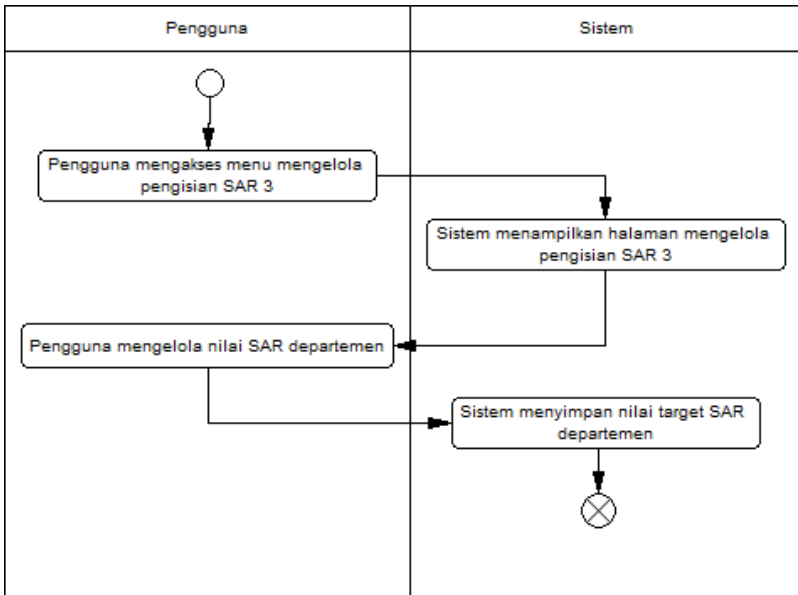 Pengguna
Sistem
Pengguna mengakses menu mengelola
pengisian SAR 3
Sistem menampilkan halaman mengelola
pengisian SAR 3
Pengguna mengelola nilai SAR departemen
Sistem menyimpan nilai target SAR
departemen